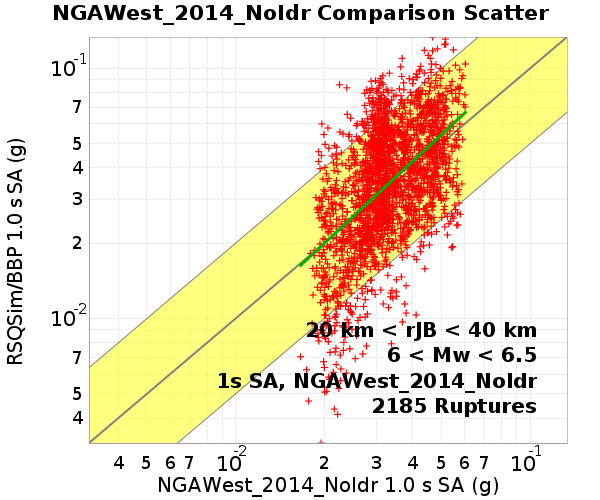 NGAWest_2014_NoIdr Comparison Scatter
RSQSim/BBP 1.0 s SA (g)
10-1
7
5
4
3
2
10-2
7
5
4
20 km < rJB < 40 km
6 < Mw < 6.5
1s SA, NGAWest_2014_NoIdr
2185 Ruptures
4 5 6 7 10-2 2 3 4 5 6 7 10-1
NGAWest_2014_NoIdr 1.0 s SA (g)